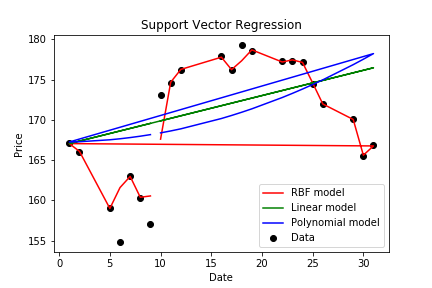 Support Vector Regression
180
175
170
165
160
155
Price
0
5
10
15
20
25
30
Date
RBF model
Linear model
Polynomial model
Data